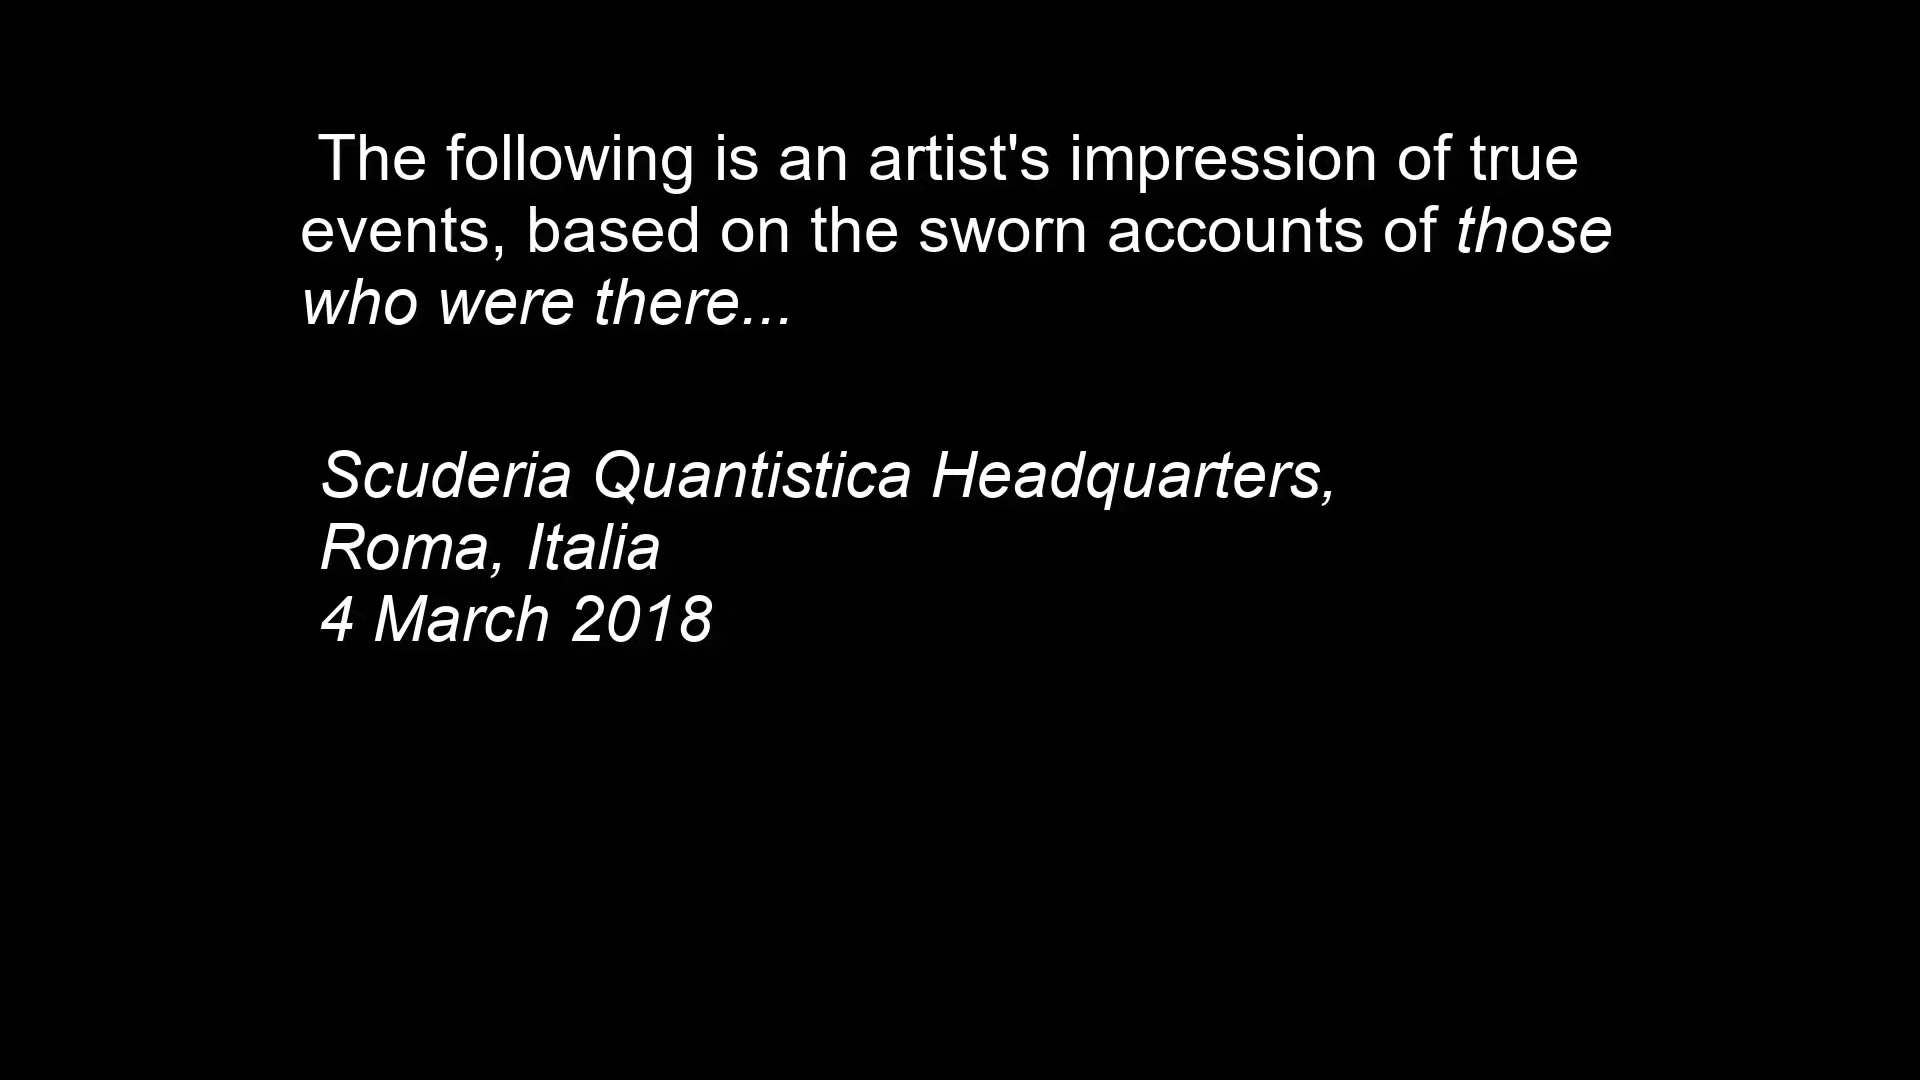 The following is an artist's impression of true
events, based on the sworn accounts of those
who were there...
Scuderia Quantistica Headquarters,
Roma, Italia
4 March 2018